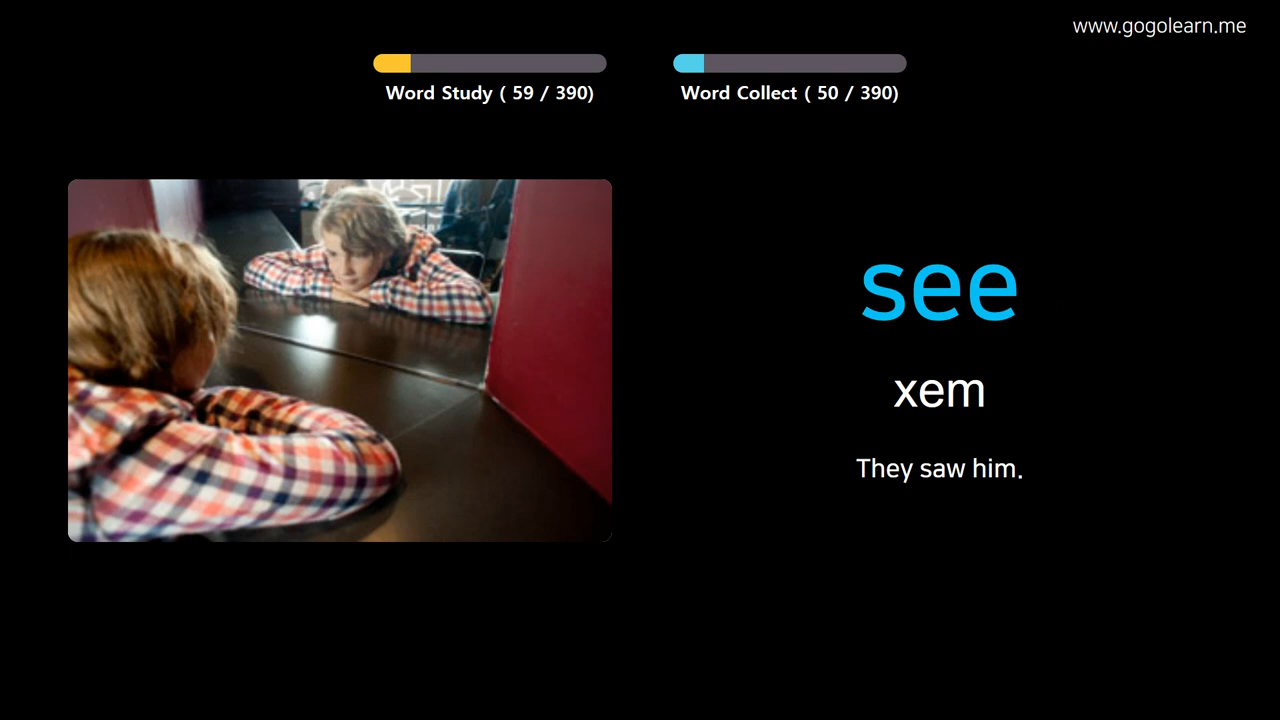 www.gogolearn.me
Word Study ( 59 / 390)
Word Collect ( 50 / 390)
see
xem
They saw him.